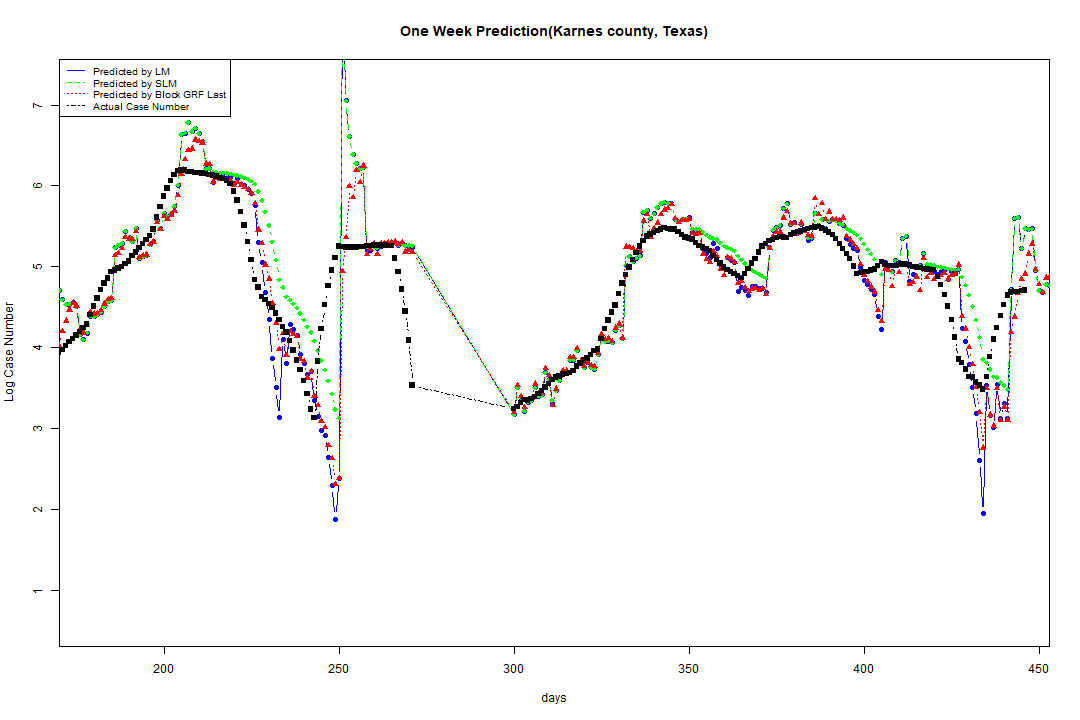 One Week Prediction(Karnes county, Texas)
Predicted by LM
Predicted by SLM
Predicted by Block GRF Last
Actual Case Number
7
6
5
4
3
2
1
Log Case Number
200 250 300 350 400 450
days